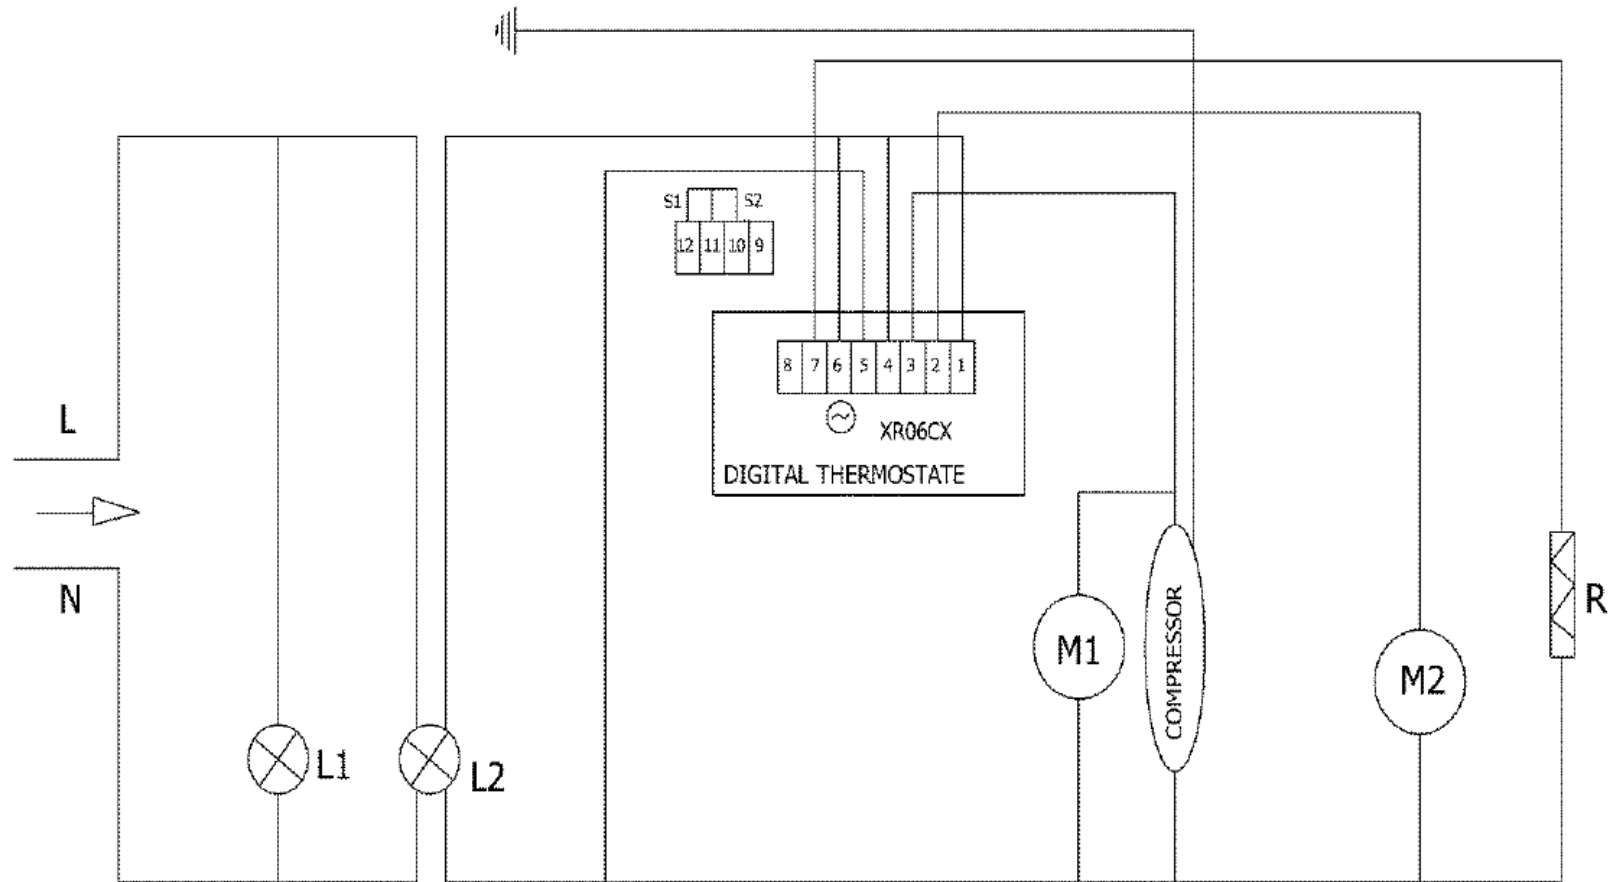 S1 S2
12 11 10 9
8 7 6 5 4 3 2 1
~
XR06CX
DIGITAL THERMOSTATE
L
N
L1
L2
M1
COMPRESSOR
M2
R